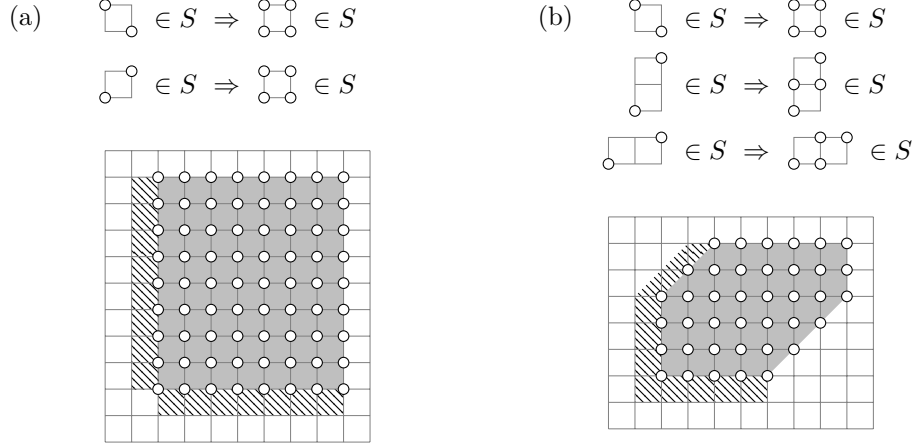 (a) ∈ S ⇒ ∈ S
∈ S ⇒ ∈ S
(b) ∈ S ⇒ ∈ S
∈ S ⇒ ∈ S
∈ S ⇒ ∈ S